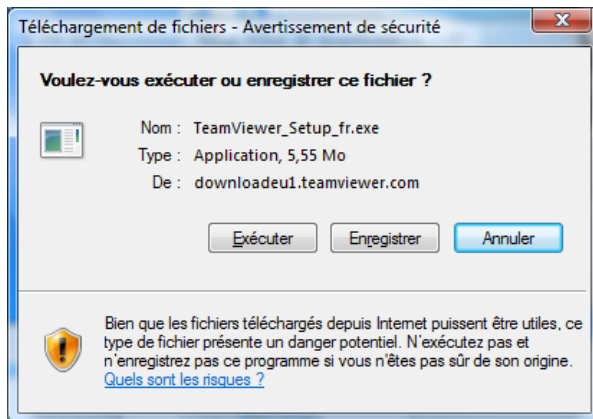 Téléchargement de fichiers - Avertissement de sécurité
Voulez-vous exécuter ou enregistrer ce fichier ?
Nom : TeamViewer_Setup_fr.exe
Type : Application, 5,55 Mo
De : downloadeu1.teamviewer.com
Exécuter Enregistrer Annuler
Bien que les fichiers téléchargés depuis Internet puissent être utiles, ce
type de fichier présente un danger potentiel. N'exécutez pas et
n'enregistrez pas ce programme si vous n'êtes pas sûr de son origine.
Quels sont les risques ?